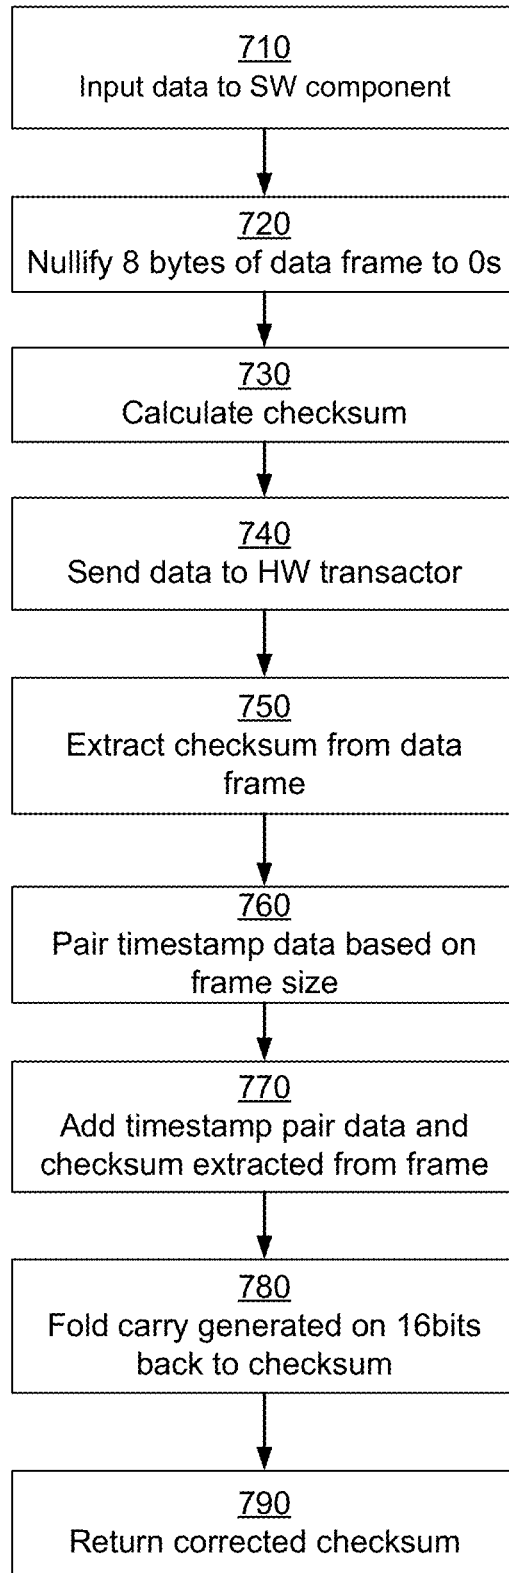 710
Input data to SW component
720
Nullify 8 bytes of data frame to 0s
730
Calculate checksum
740
Send data to HW transactor
750
Extract checksum from data
frame
760
Pair timestamp data based on
frame size
770
Add timestamp pair data and
checksum extracted from frame
780
Fold carry generated on 16bits
back to checksum
790
Return corrected checksum